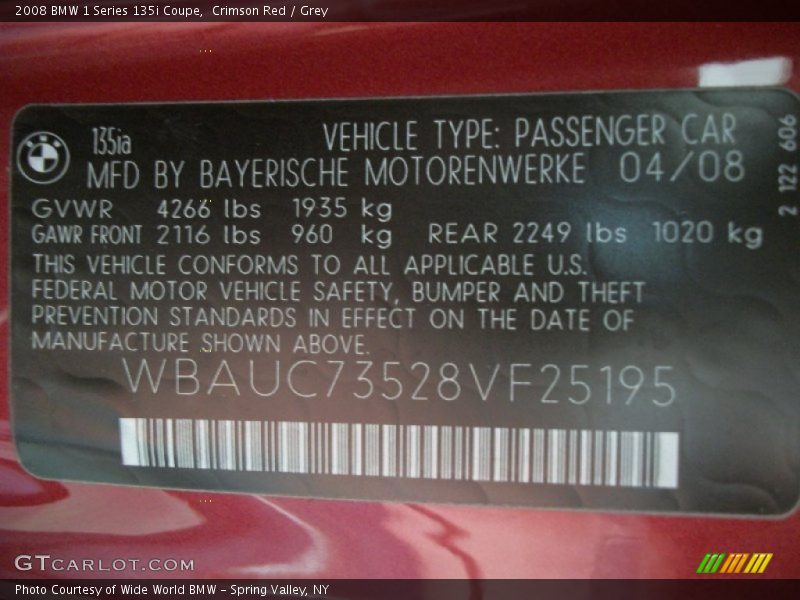 2008 BMW 1 Series 135i Coupe,  Crimson Red / Grey
135ia
VEHICLE TYPE: PASSENGER CAR
MFD BY BAYERISCHE MOTORENWERKE 04/08
GVWR 4266 lbs 1935 kg
GAWR FRONT 2116 lbs 960 kg REAR 2249 lbs 1020 kg
THIS VEHICLE CONFORMS TO ALL APPLICABLE U.S.
FEDERAL MOTOR VEHICLE SAFETY, BUMPER AND THEFT
PREVENTION STANDARDS IN EFFECT ON THE DATE OF
MANUFACTURE SHOWN ABOVE.
WBAUC73528VF25195
2 122 606
GTCARLOT.COM
Photo Courtesy of Wide World BMW – Spring Valley, NY